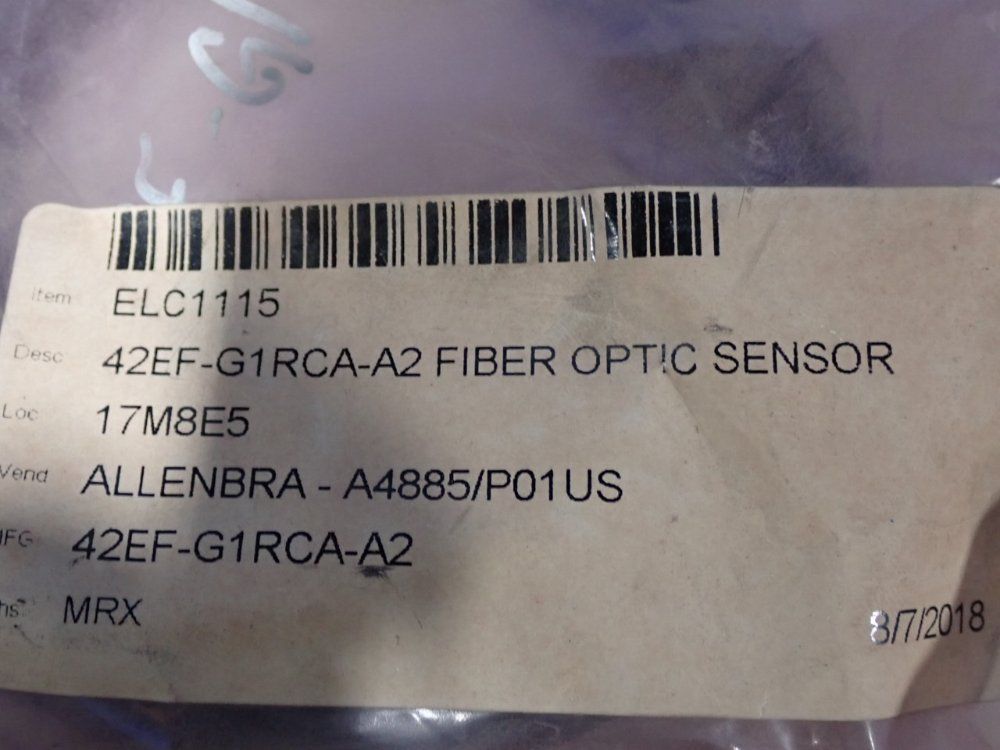 Item ELC1115
Desc 42EF-G1RCA-A2 FIBER OPTIC SENSOR
Loc 17M8E5
Vend ALLENBRA - A4885/P01US
MFG 42EF-G1RCA-A2
MRX
8/7/2018